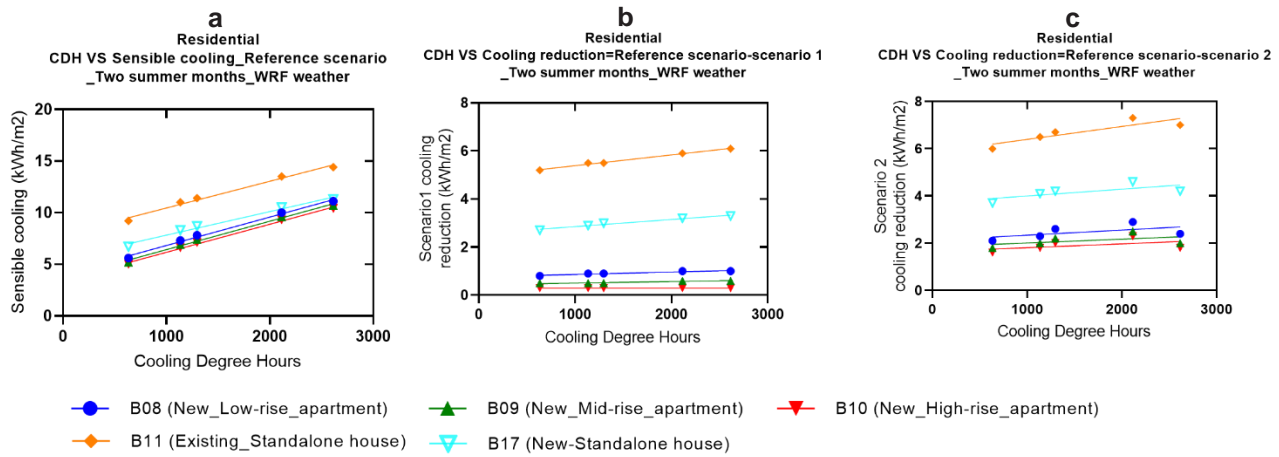 a
Residential
CDH VS Sensible cooling_Reference scenario
_Two summer months_WRF weather
Sensible cooling (kWh/m2)
20
15
10
5
0
0
1000
2000
3000
Cooling Degree Hours
b
Residential
CDH VS Cooling reduction=Reference scenario-scenario 1
_Two summer months_WRF weather
Scenario1 cooling
reduction (kWh/m2)
8
6
4
2
0
0
1000
2000
3000
Cooling Degree Hours
c
Residential
CDH VS Cooling reduction=Reference scenario-scenario 2
_Two summer months_WRF weather
Scenario 2
cooling reduction (kWh/m2)
8
6
4
2
0
0
1000
2000
3000
Cooling Degree Hours
B08 (New_Low-rise_apartment)
B09 (New_Mid-rise_apartment)
B10 (New_High-rise_apartment)
B11 (Existing_Standalone house)
B17 (New-Standalone house)